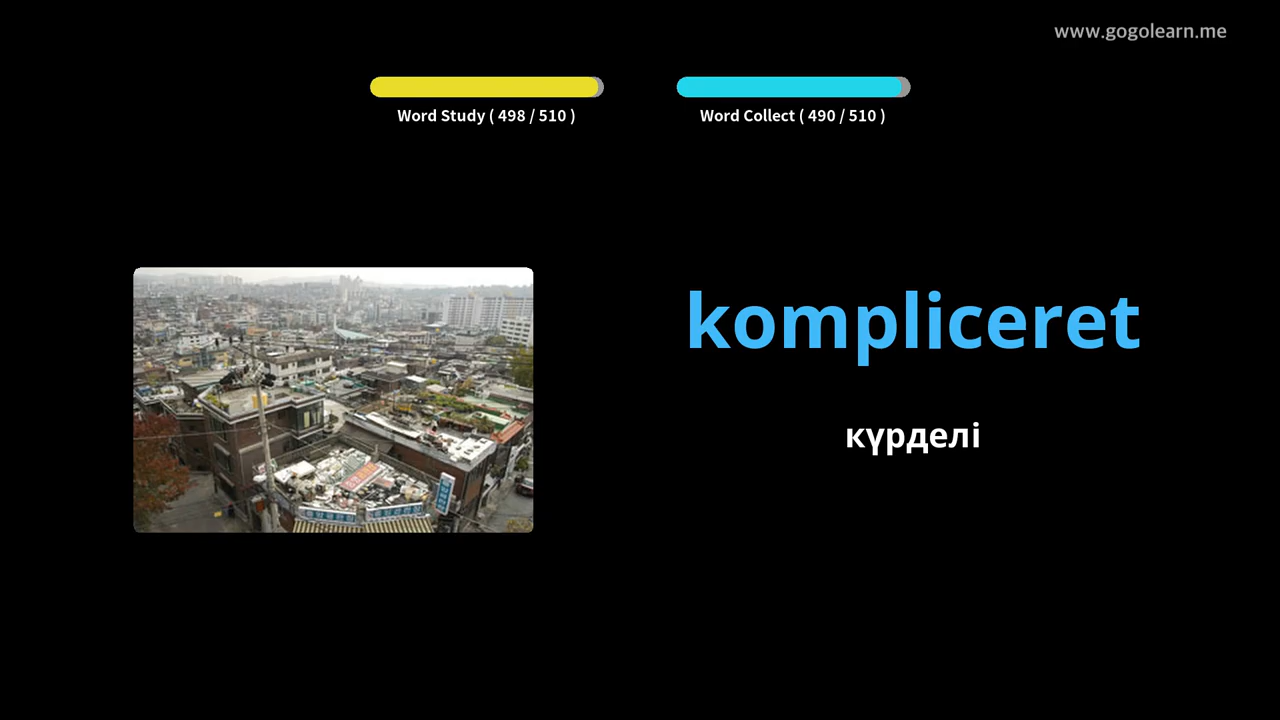 www.gogolearn.me
Word Study ( 498 / 510 )
Word Collect ( 490 / 510 )
kompliceret
күрделі